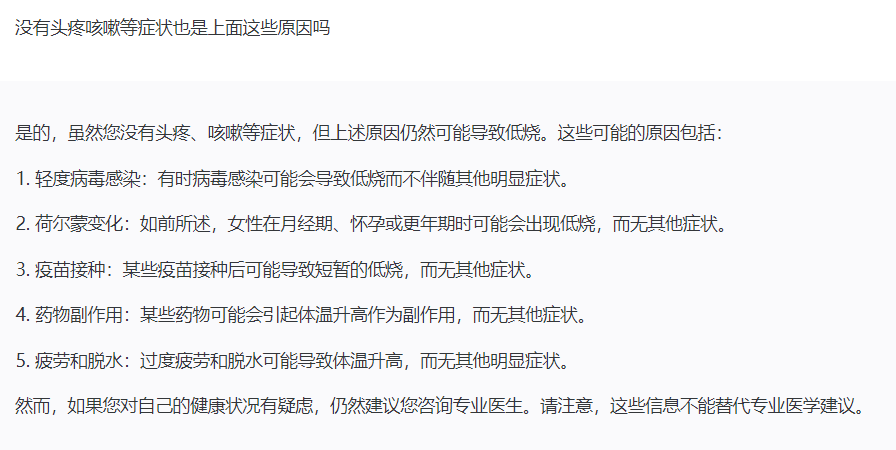 没有头疼咳嗽等症状也是上面这些原因吗
是的，虽然您没有头疼、咳嗽等症状，但上述原因仍然可能导致低烧。这些可能的原因包括：
1. 轻度病毒感染：有时病毒感染可能会导致低烧而不伴随其他明显症状。
2. 荷尔蒙变化：如前所述，女性在月经期、怀孕或更年期时可能会出现低烧，而无其他症状。
3. 疫苗接种：某些疫苗接种后可能导致短暂的低烧，而无其他症状。
4. 药物副作用：某些药物可能会引起体温升高作为副作用，而无其他症状。
5. 疲劳和脱水：过度疲劳和脱水可能导致体温升高，而无其他明显症状。
然而，如果您对自己的健康状况有疑虑，仍然建议您咨询专业医生。请注意，这些信息不能替代专业医学建议。